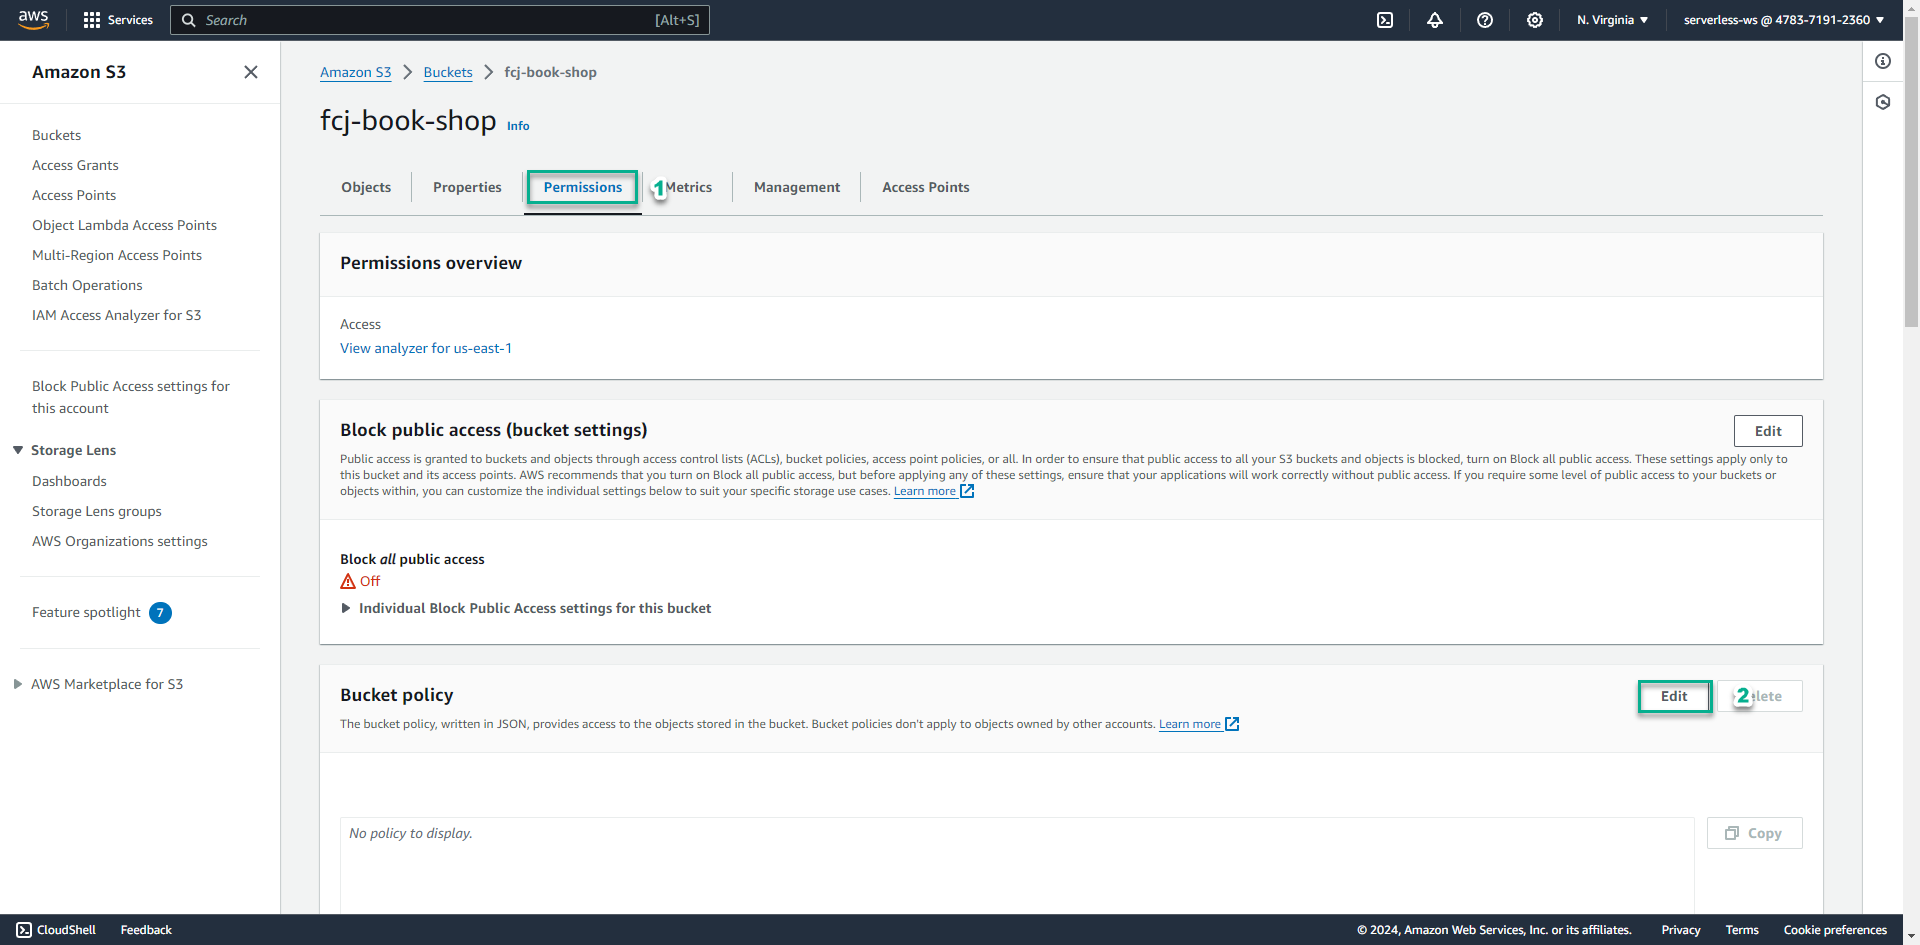 aws
Services
Search
[Alt+S]
N. Virginia
serverless-ws @ 4783-7191-2360
Amazon S3
Buckets
Access Grants
Access Points
Object Lambda Access Points
Multi-Region Access Points
Batch Operations
IAM Access Analyzer for S3
Block Public Access settings for
this account
Storage Lens
Dashboards
Storage Lens groups
AWS Organizations settings
Feature spotlight 7
AWS Marketplace for S3
Amazon S3 > Buckets > fcj-book-shop
fcj-book-shop Info
Objects
Properties
Permissions
1
Metrics
Management
Access Points
Permissions overview
Access
View analyzer for us-east-1
Block public access (bucket settings)
Edit
Public access is granted to buckets and objects through access control lists (ACLs), bucket policies, access point policies, or all. In order to ensure that public access to all your S3 buckets and objects is blocked, turn on Block all public access. These settings apply only to
this bucket and its access points. AWS recommends that you turn on Block all public access, but before applying any of these settings, ensure that your applications will work correctly without public access. If you require some level of public access to your buckets or
objects within, you can customize the individual settings below to suit your specific storage use cases. Learn more
Block all public access
Off
Individual Block Public Access settings for this bucket
Bucket policy
Edit
2
The bucket policy, written in JSON, provides access to the objects stored in the bucket. Bucket policies don't apply to objects owned by other accounts. Learn more
No policy to display.
Copy
CloudShell
Feedback
© 2024, Amazon Web Services, Inc. or its affiliates.
Privacy
Terms
Cookie preferences